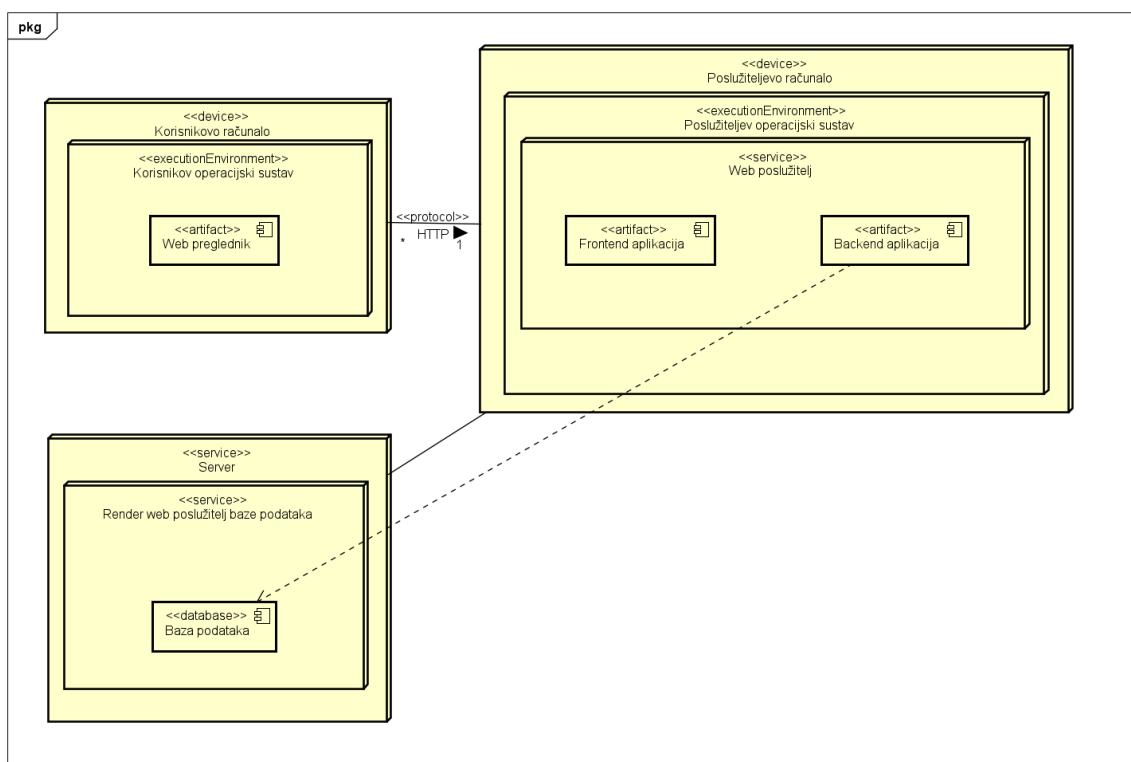 pkg
<<device>>
Korisnikovo računalo
<<executionEnvironment>>
Korisnikov operacijski sustav
<<artifact>>
Web preglednik
<<protocol>>
HTTP
*
1
<<device>>
Poslužiteljevo računalo
<<executionEnvironment>>
Poslužiteljev operacijski sustav
<<service>>
Web poslužitelj
<<artifact>>
Frontend aplikacija
<<artifact>>
Backend aplikacija
<<service>>
Server
<<service>>
Render web poslužitelj baze podataka
<<database>>
Baza podataka